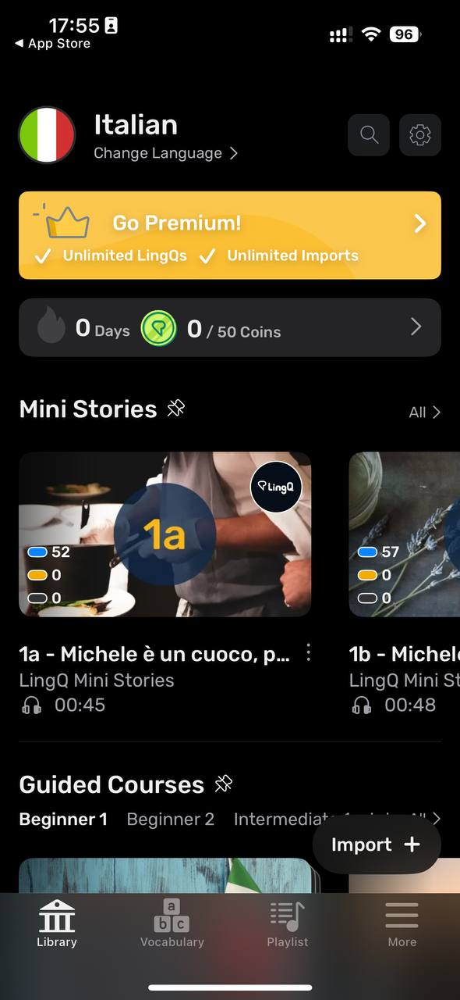 17:55
96
◀ App Store
Italian
Change Language
Go Premium!
Unlimited LingQs
Unlimited Imports
0 Days
0 / 50 Coins
Mini Stories
All
1a
LingQ
52
0
0
57
0
0
1a - Michele è un cuoco, p...
LingQ Mini Stories
00:45
1b - Michel
LingQ Mini St
00:48
Guided Courses
Beginner 1
Beginner 2
Intermediate
All
Import +
a
b
c
Library
Vocabulary
Playlist
More